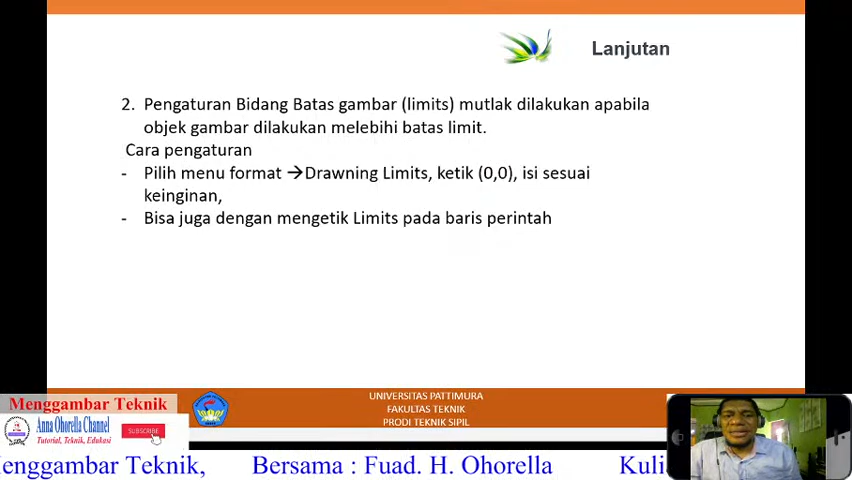 Lanjutan
2. Pengaturan Bidang Batas gambar (limits) mutlak dilakukan apabila
objek gambar dilakukan melebihi batas limit.
Cara pengaturan
- Pilih menu format →Drawning Limits, ketik (0,0), isi sesuai
keinginan,
- Bisa juga dengan mengetik Limits pada baris perintah
UNIVERSITAS PATTIMURA
FAKULTAS TEKNIK
PRODI TEKNIK SIPIL
Menggambar Teknik
Anna Ohorella Channel
Tutorial, Teknik, Edukasi
SUBSCRIBE
enggambar Teknik, Bersama : Fuad. H. Ohorella Kuli